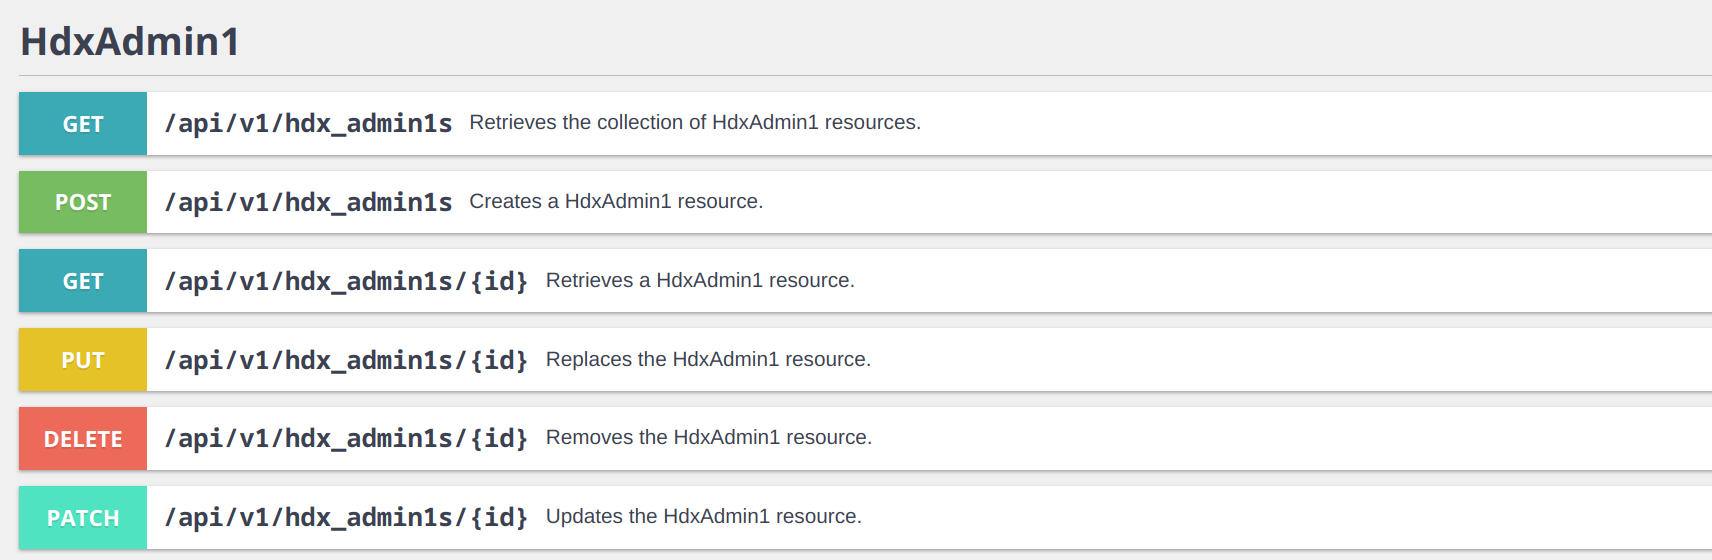 HdxAdmin1
GET /api/v1/hdx_admin1s Retrieves the collection of HdxAdmin1 resources.
POST /api/v1/hdx_admin1s Creates a HdxAdmin1 resource.
GET /api/v1/hdx_admin1s/{id} Retrieves a HdxAdmin1 resource.
PUT /api/v1/hdx_admin1s/{id} Replaces the HdxAdmin1 resource.
DELETE /api/v1/hdx_admin1s/{id} Removes the HdxAdmin1 resource.
PATCH /api/v1/hdx_admin1s/{id} Updates the HdxAdmin1 resource.